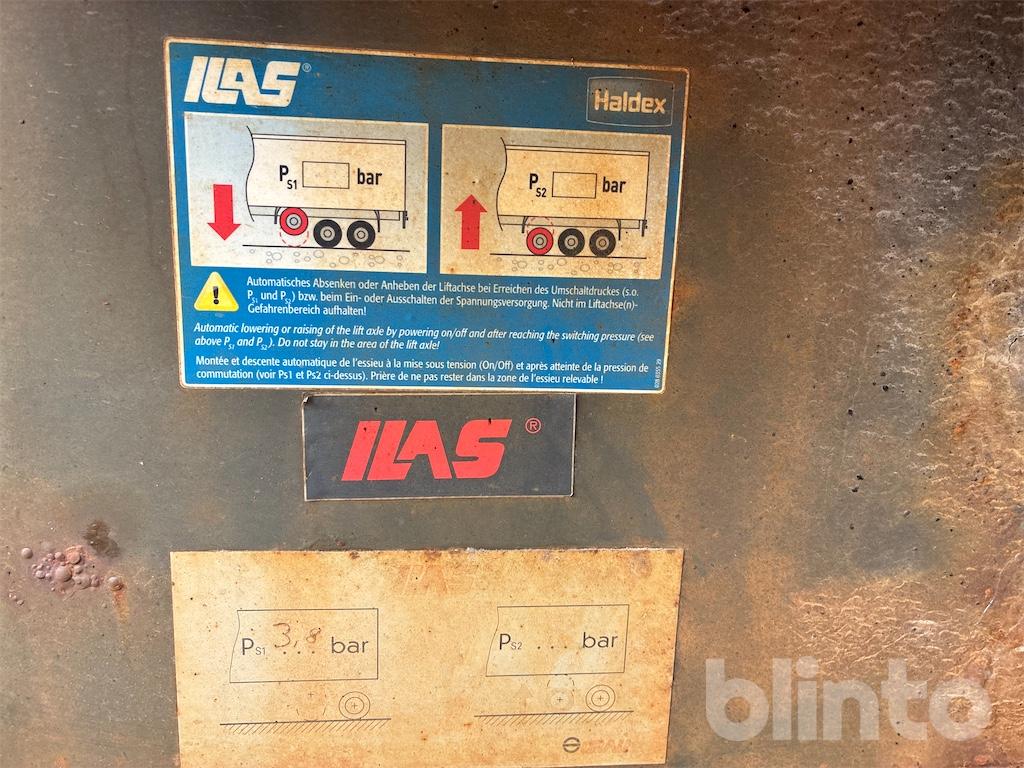 ILAS®
Haldex
PS1 bar
PS2 bar
Automatisches Absenken oder Anheben der Liftachse bei Erreichen des Umschaltdruckes (s.o.
PS1 und PS2) bzw. beim Ein- oder Ausschalten der Spannungsversorgung. Nicht im Liftachse(n)-
Gefahrenbereich aufhalten!
Automatic lowering or raising of the lift axle by powering on/off and after reaching the switching pressure (see
above PS1 and PS2). Do not stay in the area of the lift axle!
Montée et descente automatique de l'essieu à la mise sous tension (On/Off) et après atteinte de la pression de
commutation (voir Ps1 et Ps2 ci-dessus). Prière de ne pas rester dans la zone de l'essieu relevable !
ILAS®
PS1 3,8 ... bar
PS2 ... bar
blinto